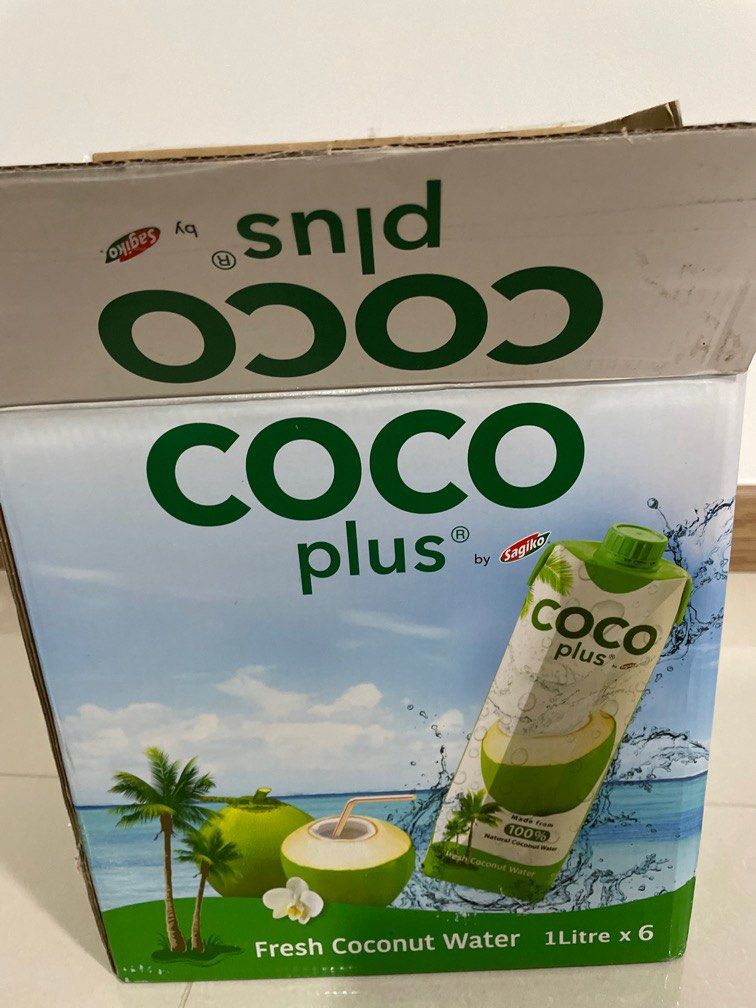 COCO
plus®
by Sagiko
COCO
plus®
by Sagiko
COCO
plus®
Made from
100%
Natural Coconut Water
Fresh Coconut Water
Fresh Coconut Water 1Litre x 6